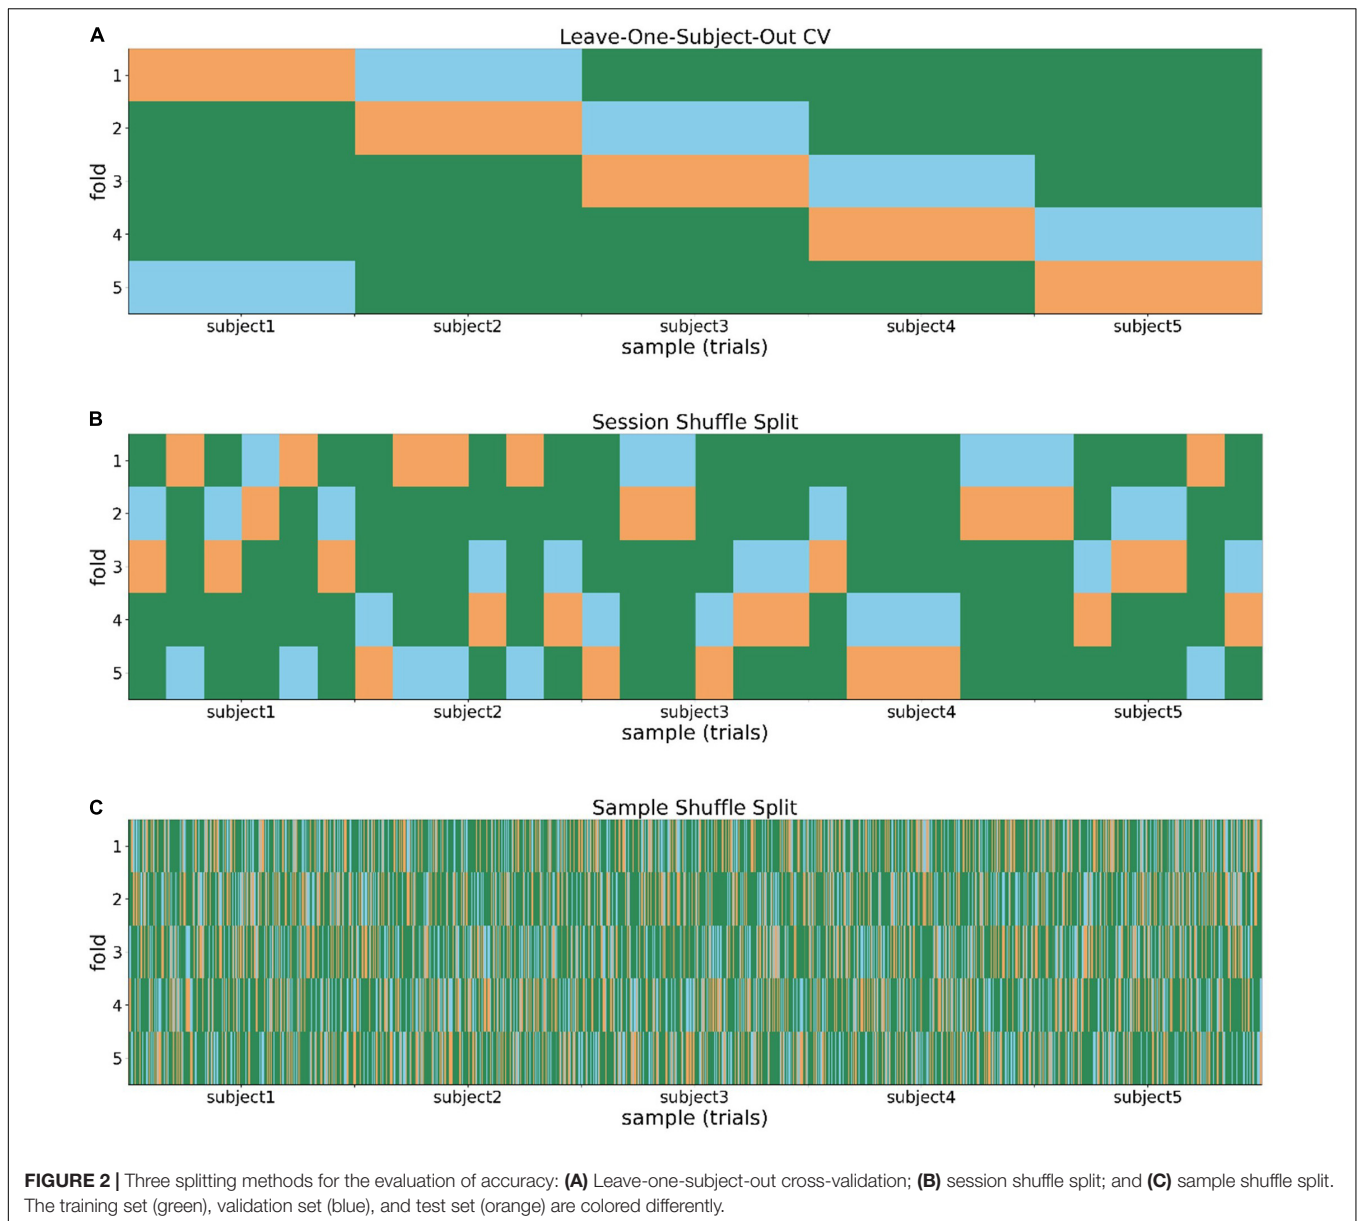 A
Leave-One-Subject-Out CV
1
2
3
4
5
fold
subject1 subject2 subject3 subject4 subject5
sample (trials)
B
Session Shuffle Split
1
2
3
4
5
fold
subject1 subject2 subject3 subject4 subject5
sample (trials)
C
Sample Shuffle Split
1
2
3
4
5
fold
subject1 subject2 subject3 subject4 subject5
sample (trials)
FIGURE 2 | Three splitting methods for the evaluation of accuracy: (A) Leave-one-subject-out cross-validation; (B) session shuffle split; and (C) sample shuffle split.
The training set (green), validation set (blue), and test set (orange) are colored differently.